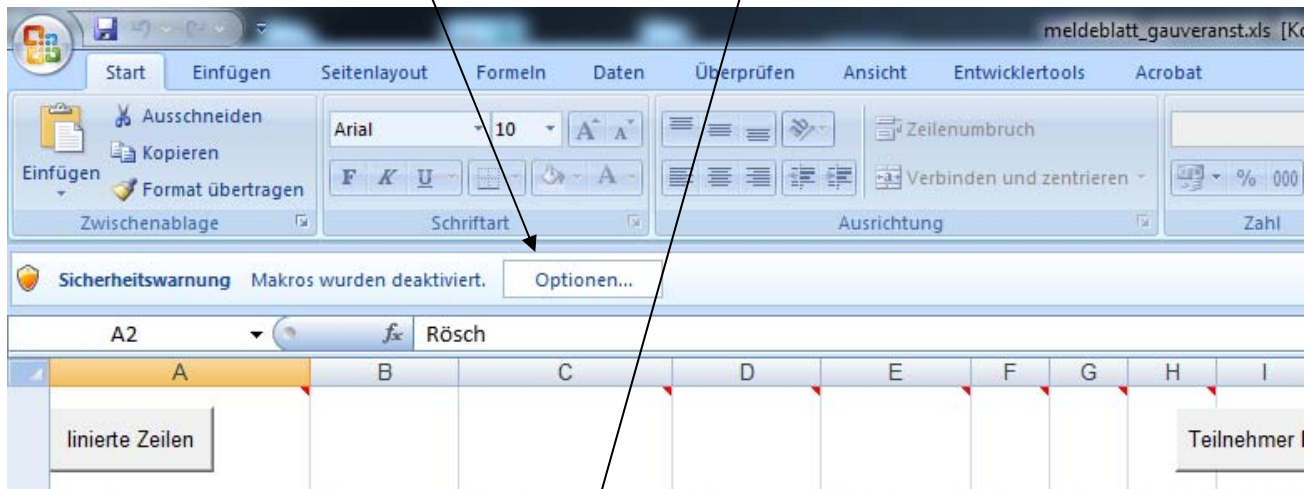 meldeblatt_gauveranst.xls [Ko
Start Einfügen Seitenlayout Formeln Daten Überprüfen Ansicht Entwicklertools Acrobat
Einfügen
Ausschneiden
Kopieren
Format übertragen
Zwischenablage
Arial 10 A A
F K U A
Schriftart
Zeilenumbruch
Verbinden und zentrieren
Ausrichtung
% 000
Zahl
Sicherheitswarnung Makros wurden deaktiviert. Optionen...
A2 fx Rösch
A B C D E F G H I
linierte Zeilen
Teilnehmer